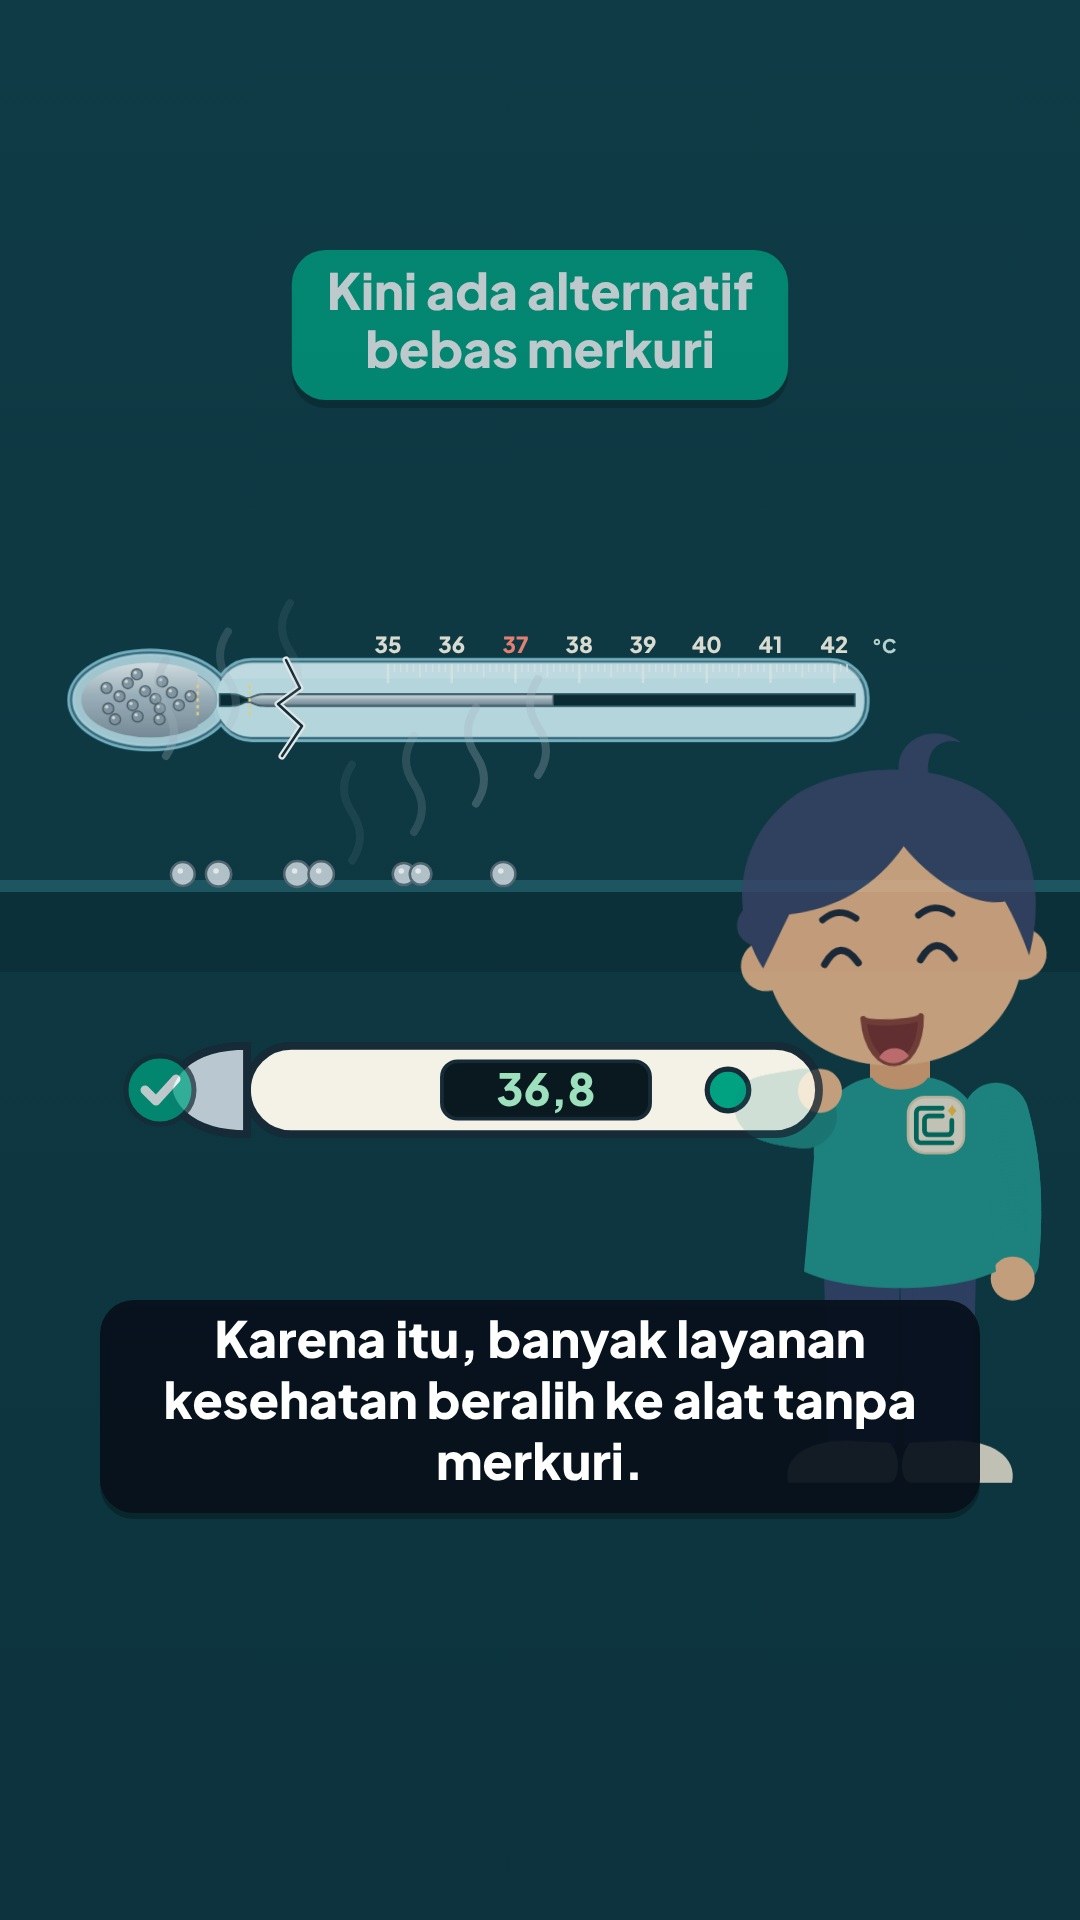 Kini ada alternatif
bebas merkuri
35 36 37 38 39 40 41 42 °C
36,8
Karena itu, banyak layanan
kesehatan beralih ke alat tanpa
merkuri.